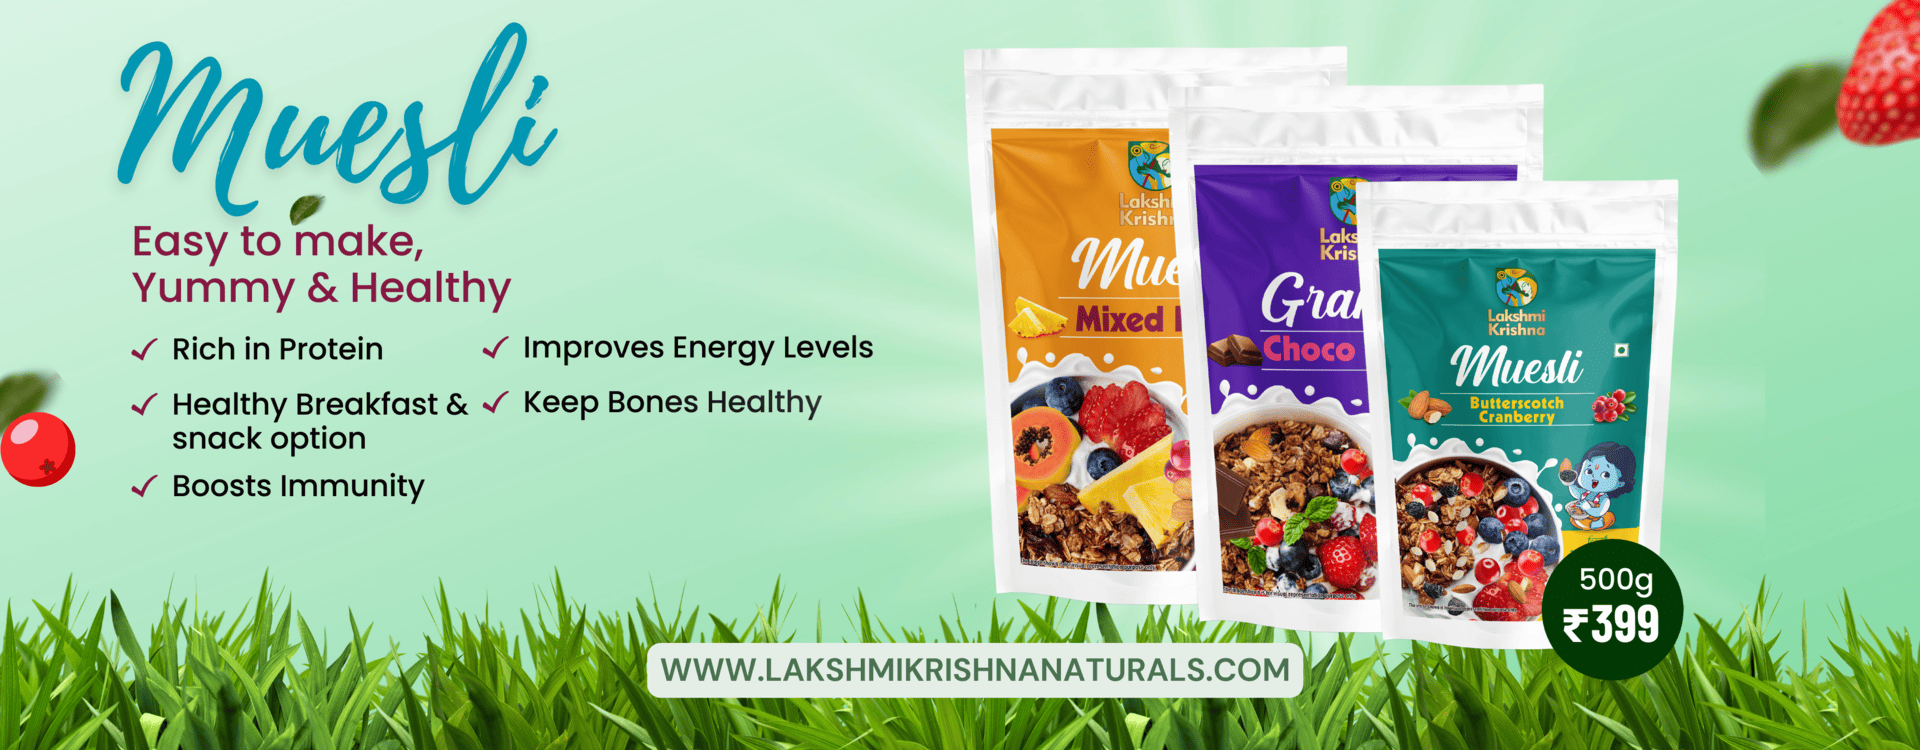 Muesli
Easy to make,
Yummy & Healthy
Rich in Protein
Healthy Breakfast &
snack option
Boosts Immunity
Improves Energy Levels
Keep Bones Healthy
Mixed
Choco
Lakshmi
Krishna
Muesli
Butterscotch
Cranberry
500g
₹399
WWW.LAKSHMIKRISHNANATURALS.COM